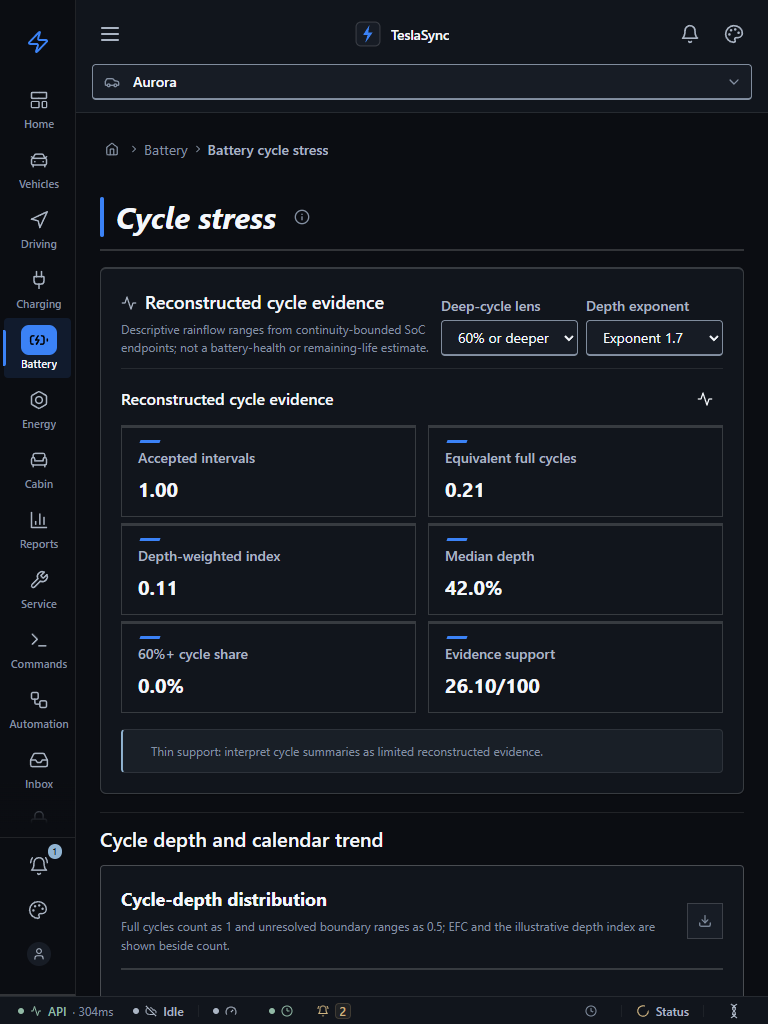 TeslaSync
Aurora
Home
Vehicles
Driving
Charging
Battery
Energy
Cabin
Reports
Service
Commands
Automation
Inbox
1
Battery
Battery cycle stress
Cycle stress
Reconstructed cycle evidence
Descriptive rainflow ranges from continuity-bounded SoC
endpoints; not a battery-health or remaining-life estimate.
Deep-cycle lens
60% or deeper
Depth exponent
Exponent 1.7
Reconstructed cycle evidence
Accepted intervals
1.00
Equivalent full cycles
0.21
Depth-weighted index
0.11
Median depth
42.0%
60%+ cycle share
0.0%
Evidence support
26.10/100
Thin support: interpret cycle summaries as limited reconstructed evidence.
Cycle depth and calendar trend
Cycle-depth distribution
Full cycles count as 1 and unresolved boundary ranges as 0.5; EFC and the illustrative depth index are
shown beside count.
API · 304ms
Idle
2
Status